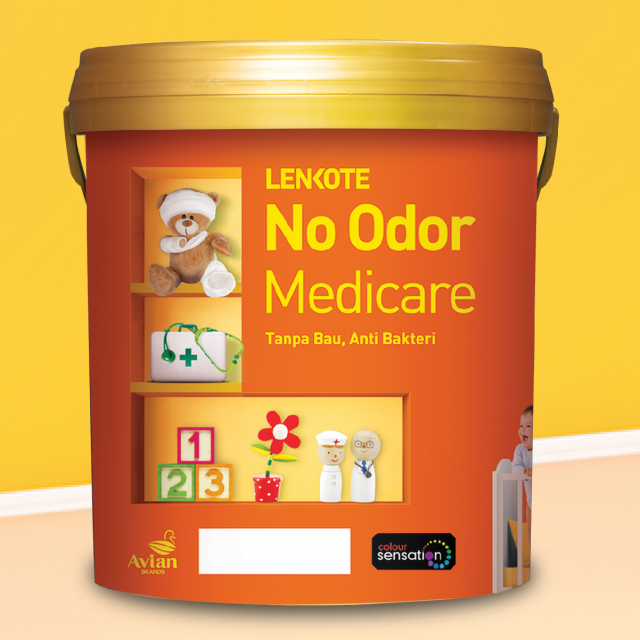 LENKOTE
No Odor
Medicare
Tanpa Bau, Anti Bakteri
1
2 3
Avian
BRANDS
colour
sensation